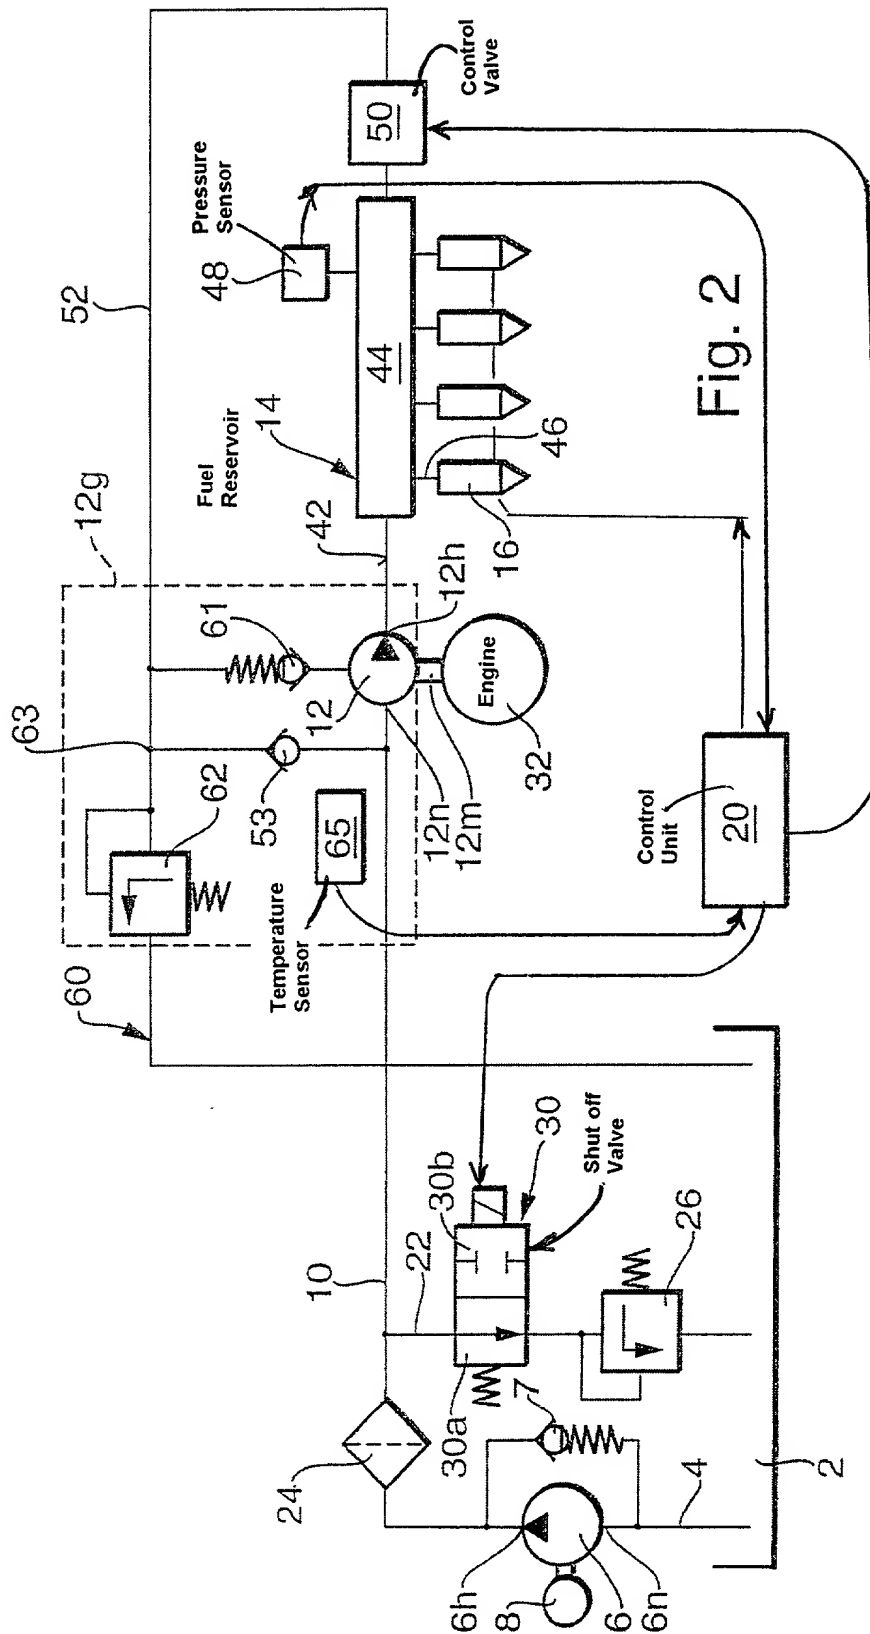 52
Pressure
Sensor
48
Control
Valve
50
Fuel
Reservoir
14
44
46
16
42
12g
61
12
12h
Engine
32
63
53
62
65
12n
12m
Temperature
Sensor
60
Control
Unit
20
Fig. 2
10
22
30b
30
Shut off
Valve
30a
26
7
24
6h
8
6
6n
4
2